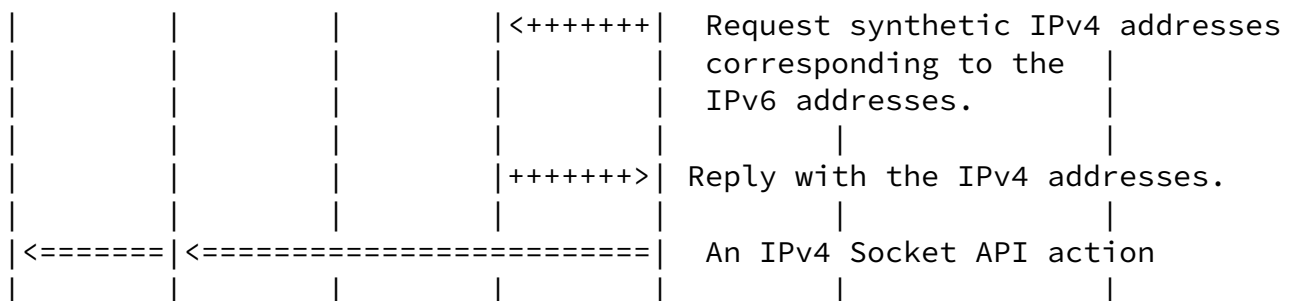 |        |        |        |<+++++++|  Request synthetic IPv4 addresses
|        |        |        |        |  corresponding to the  |
|        |        |        |        |  IPv6 addresses.       |
|        |        |        |        |         |              |
|        |        |        |+++++++>| Reply with the IPv4 addresses.
|        |        |        |        |         |              |
|<=======|<=========================|  An IPv4 Socket API action
|        |        |        |        |         |              |